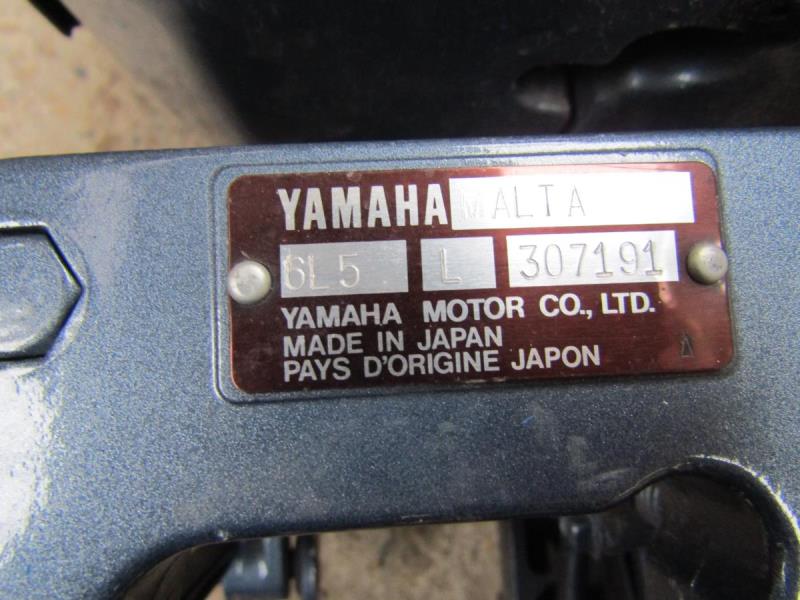 YAMAHA MALTA
6L5 L 307191
YAMAHA MOTOR CO., LTD.
MADE IN JAPAN
PAYS D'ORIGINE JAPON